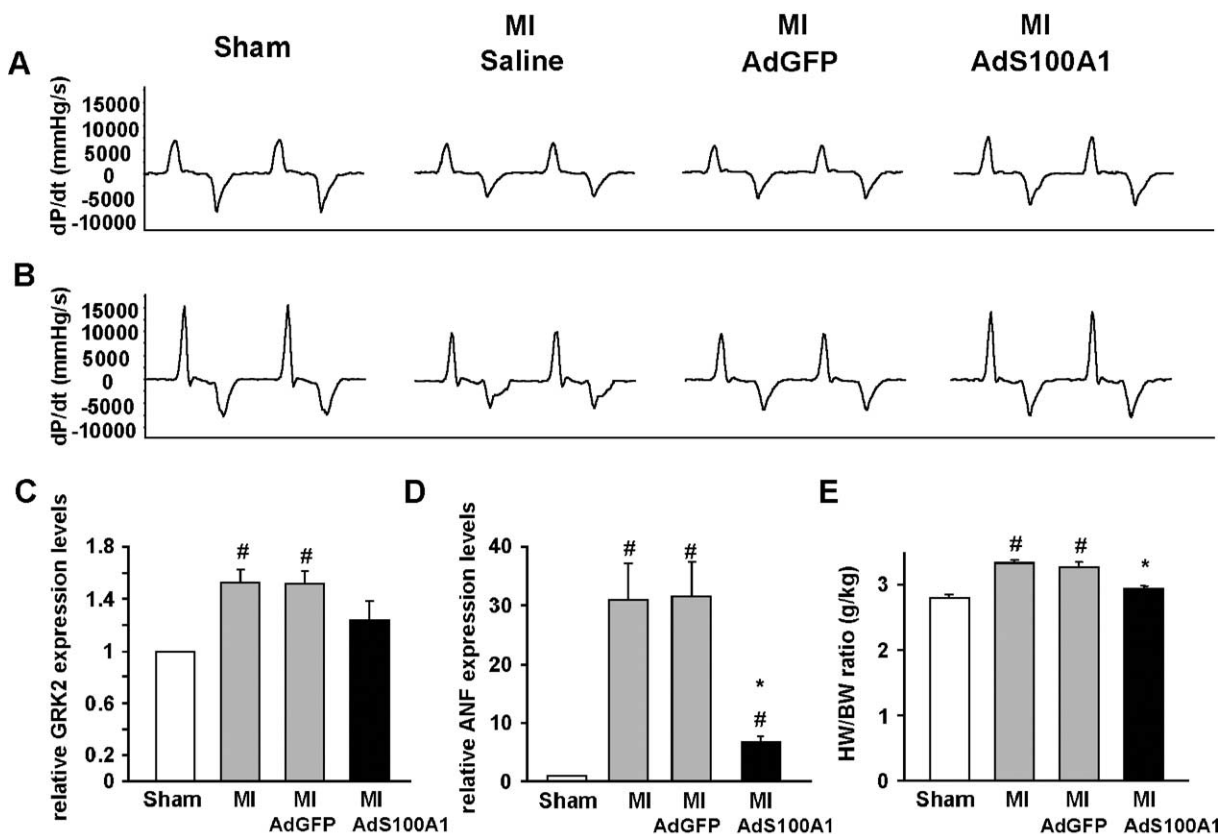 Sham
MI
Saline
MI
AdGFP
MI
AdS100A1
A
dP/dt (mmHg/s)
15000
10000
5000
0
-5000
-10000
B
dP/dt (mmHg/s)
15000
10000
5000
0
-5000
-10000
C
relative GRK2 expression levels
1.8
1.4
1
0.6
0.2
0
#
#
Sham
MI
MI
AdGFP
MI
AdS100A1
D
relative ANF expression levels
40
30
20
10
0
#
#
*
#
Sham
MI
MI
AdGFP
MI
AdS100A1
E
HW/BW ratio (g/kg)
3
2
1
0
#
#
*
Sham
MI
MI
AdGFP
MI
AdS100A1